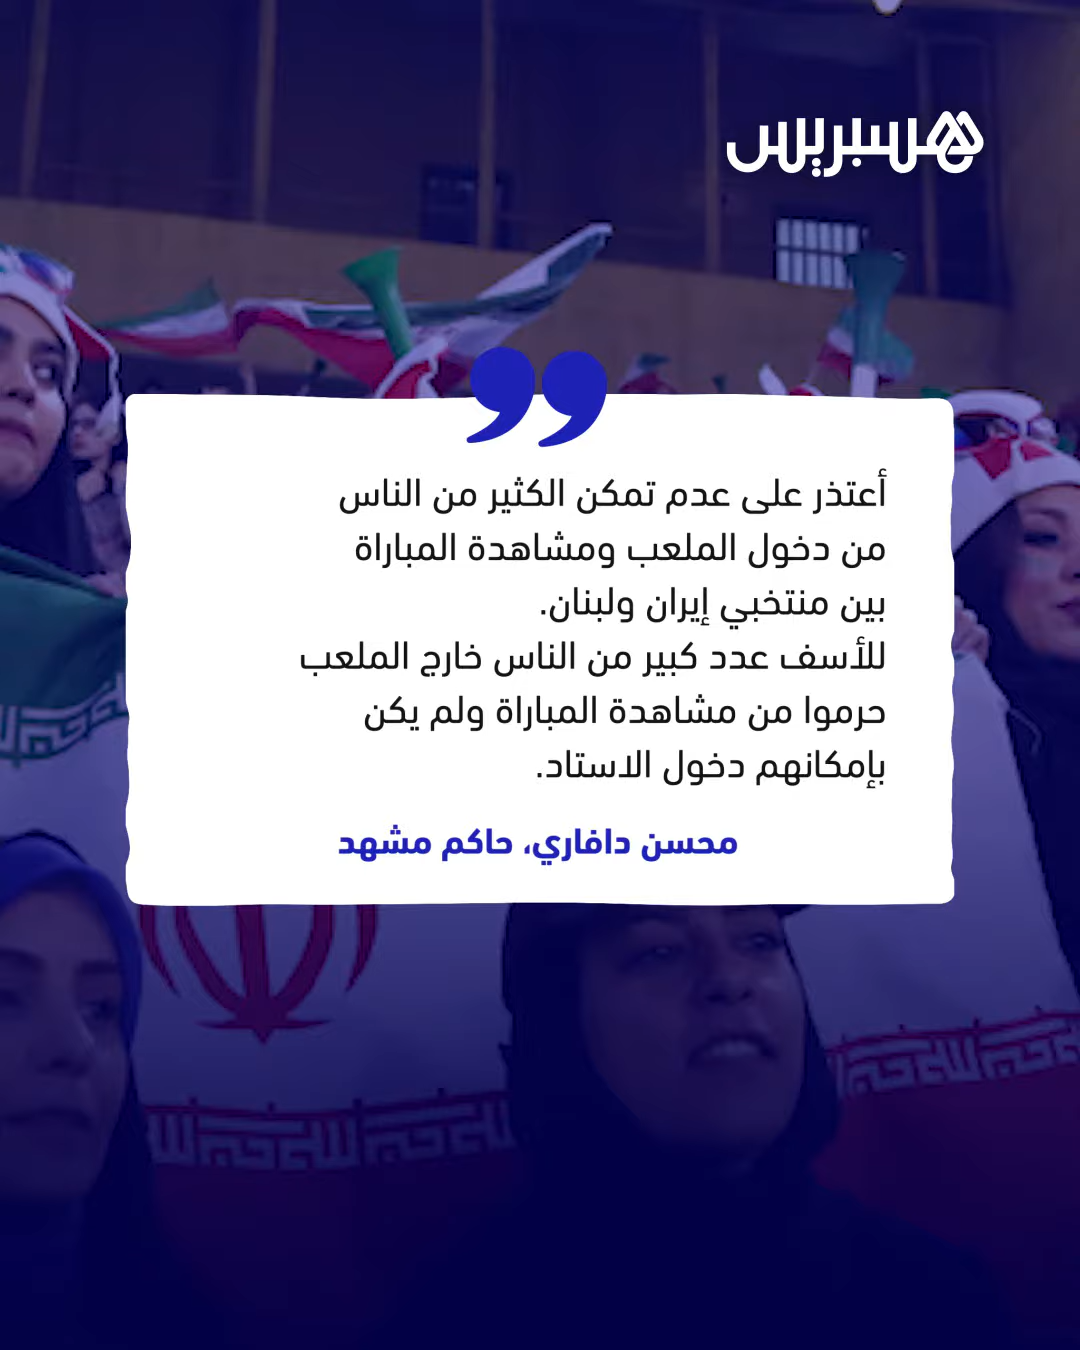 هسبريس
أعتذر على عدم تمكن الكثير من الناس
من دخول الملعب ومشاهدة المباراة
بين منتخبي إيران ولبنان.
للأسف عدد كبير من الناس خارج الملعب
حرموا من مشاهدة المباراة ولم يكن
بإمكانهم دخول الاستاد.
محسن دافاري، حاكم مشهد